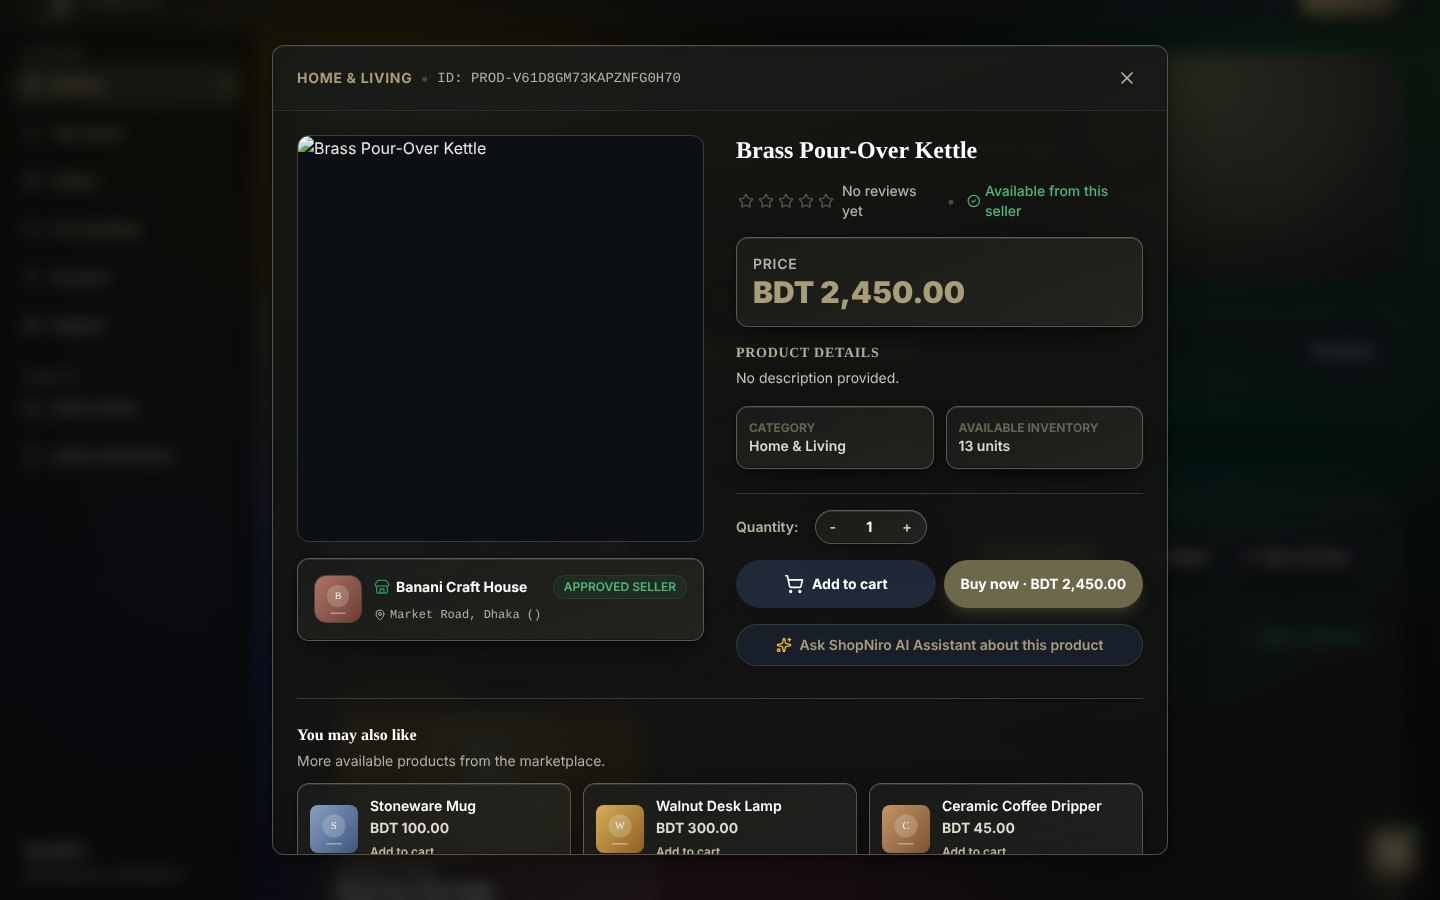 HOME & LIVING • ID: PROD-V61D8GM73KAPZNFG0H70
Brass Pour-Over Kettle
B
Banani Craft House
APPROVED SELLER
Market Road, Dhaka ()
Brass Pour-Over Kettle
No reviews yet
•
Available from this seller
PRICE
BDT 2,450.00
PRODUCT DETAILS
No description provided.
CATEGORY
Home & Living
AVAILABLE INVENTORY
13 units
Quantity: - 1 +
Add to cart
Buy now · BDT 2,450.00
Ask ShopNiro AI Assistant about this product
You may also like
More available products from the marketplace.
S
Stoneware Mug
BDT 100.00
Add to cart
W
Walnut Desk Lamp
BDT 300.00
Add to cart
C
Ceramic Coffee Dripper
BDT 45.00
Add to cart